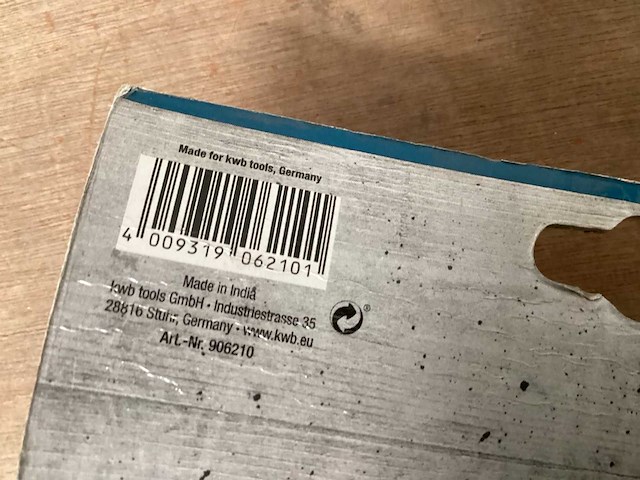 Made for kwb tools, Germany
4 009319 062101
Made in India
kwb tools GmbH • Industriestrasse 35
28816 Stuhr, Germany • www.kwb.eu
Art.-Nr. 906210
®